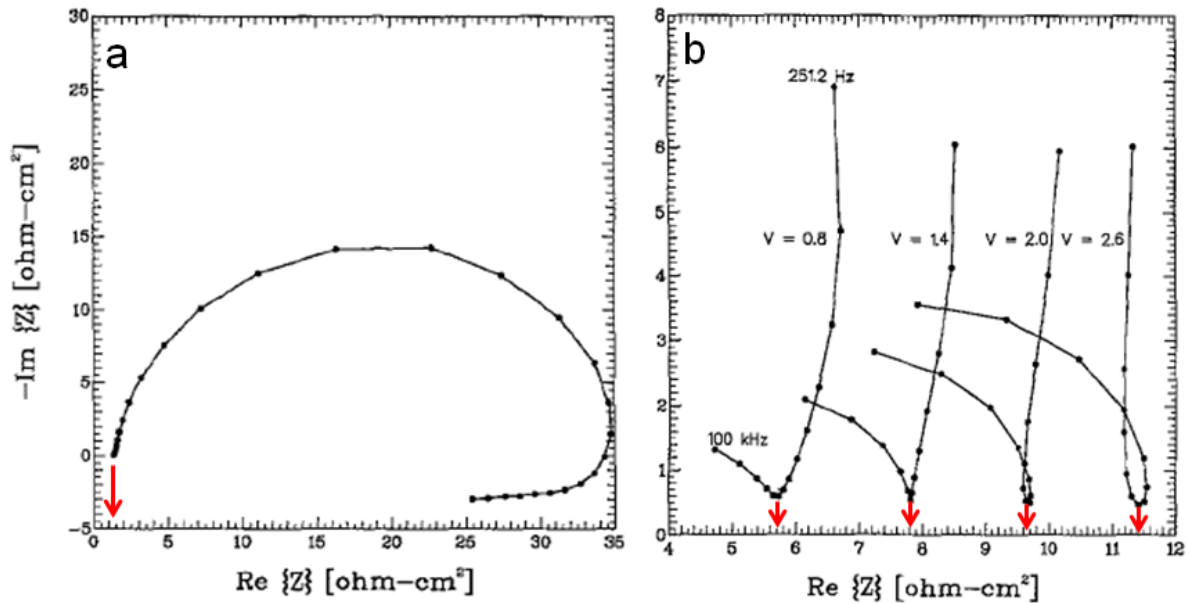 a
30
25
20
15
10
5
0
−5
−Im {Z} [ohm−cm²]
0 5 10 15 20 25 30 35
Re {Z} [ohm−cm²]
b
8
7
6
5
4
3
2
1
0
251.2 Hz
V = 0.8
V = 1.4
V = 2.0
V = 2.6
100 kHz
4 5 6 7 8 9 10 11 12
Re {Z} [ohm−cm²]